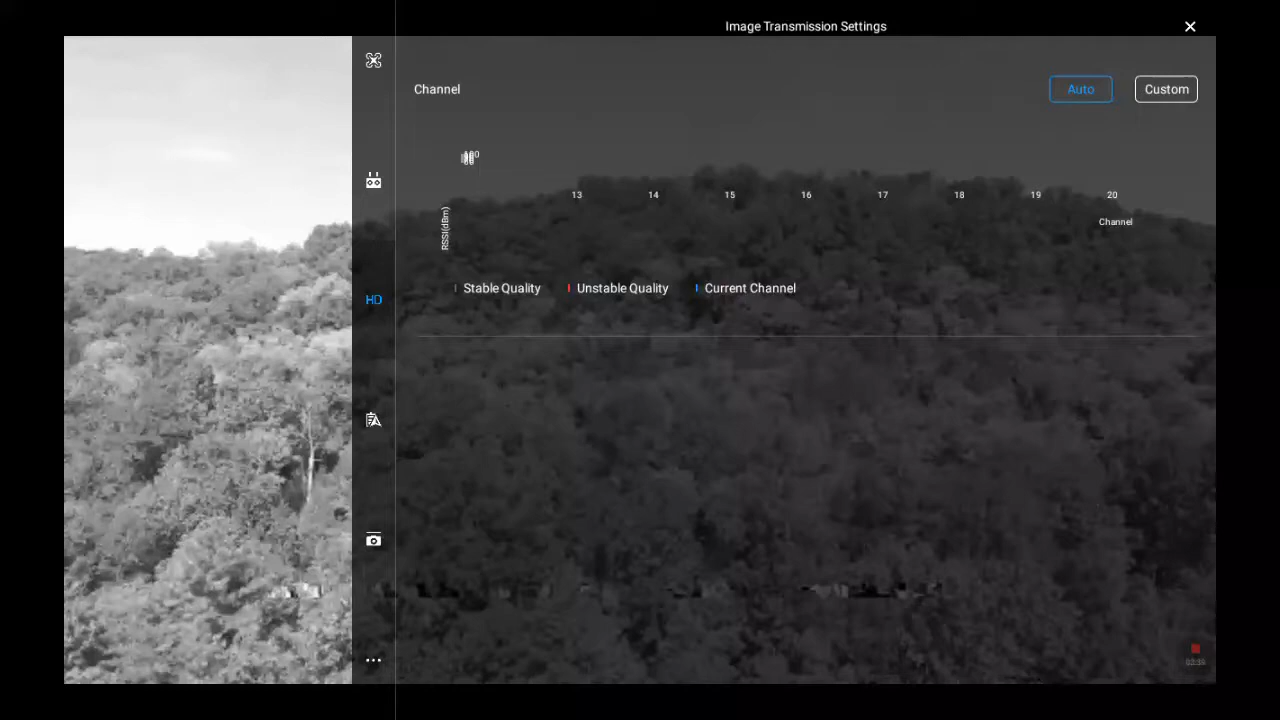 Image Transmission Settings
Channel
Auto
Custom
13 14 15 16 17 18 19 20
Channel
RSSI(dBm)
HD
Stable Quality
Unstable Quality
Current Channel